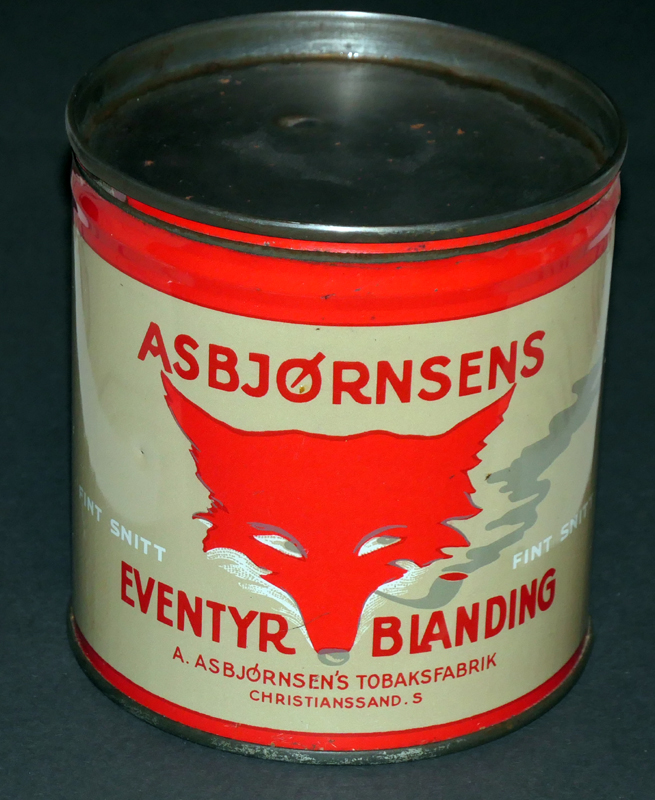 ASBJØRNSENS
FINT SNITT
FINT SNITT
EVENTYR BLANDING
A. ASBJØRNSEN'S TOBAKSFABRIK
CHRISTIANSSAND. S